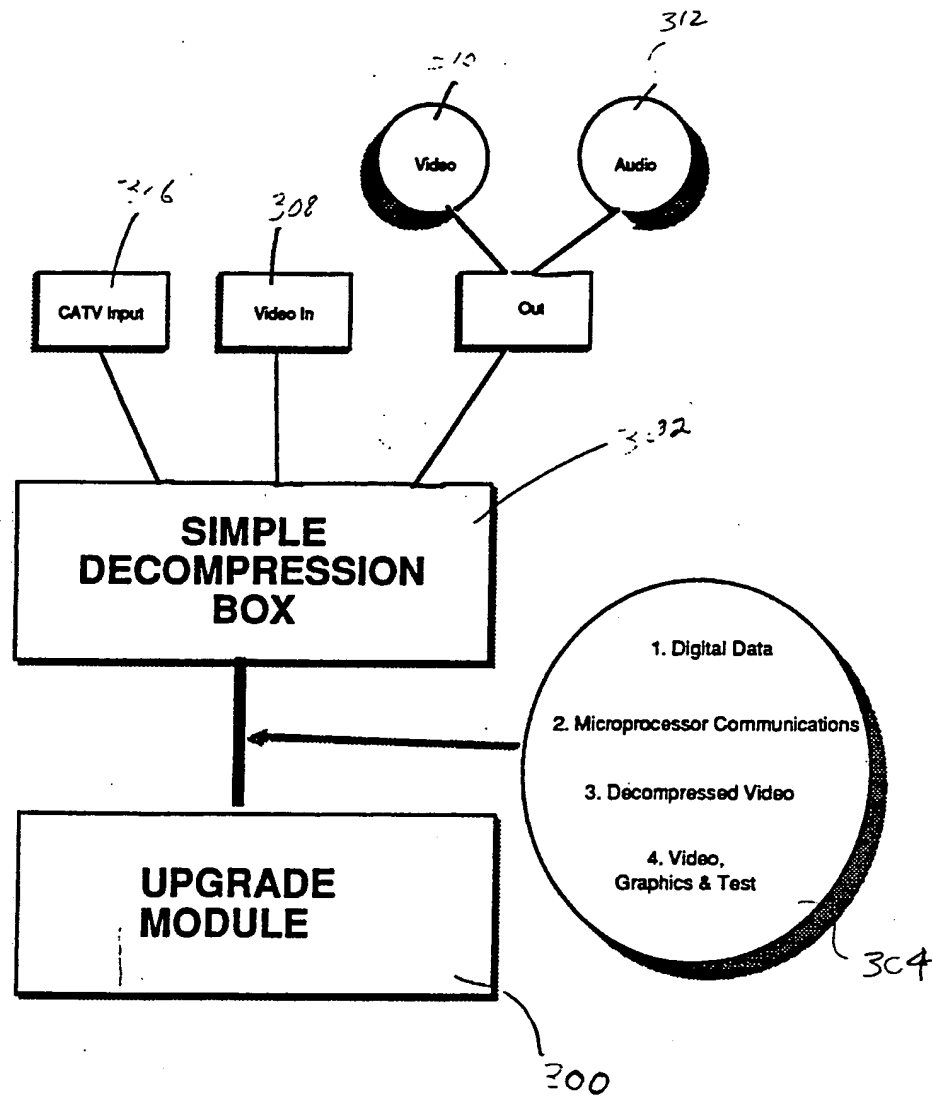 312
Video
Audio
308
CATV Input
Video In
Out
SIMPLE
DECOMPRESSION
BOX
1. Digital Data
2. Microprocessor Communications
3. Decompressed Video
4. Video,
Graphics & Test
UPGRADE
MODULE
304
300